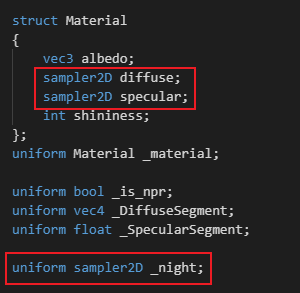 struct Material
{
vec3 albedo;
sampler2D diffuse;
sampler2D specular;
int shininess;
};
uniform Material _material;
uniform bool _is_npr;
uniform vec4 _DiffuseSegment;
uniform float _SpecularSegment;
uniform sampler2D _night;